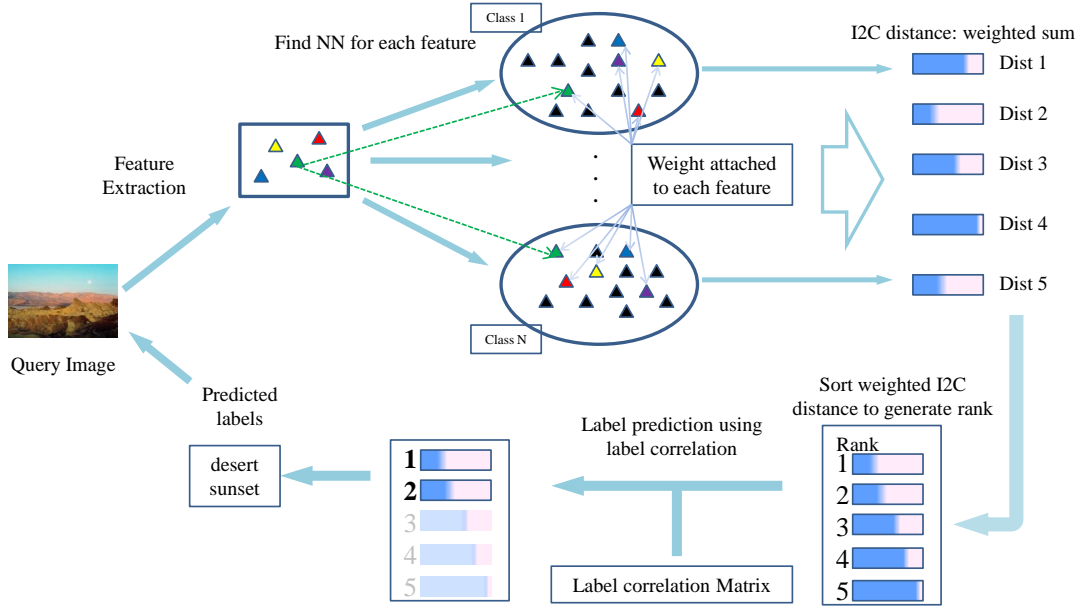 Class 1
Find NN for each feature
I2C distance: weighted sum
Dist 1
Dist 2
Dist 3
Dist 4
Dist 5
Feature
Extraction
Weight attached
to each feature
Class N
Query Image
Predicted
labels
desert
sunset
Label prediction using
label correlation
Sort weighted I2C
distance to generate rank
Rank
1
2
3
4
5
1
2
3
4
5
Label correlation Matrix